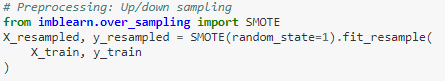 # Preprocessing: Up/down sampling
from imblearn.over_sampling import SMOTE
X_resampled, y_resampled = SMOTE(random_state=1).fit_resample(
    X_train, y_train
)